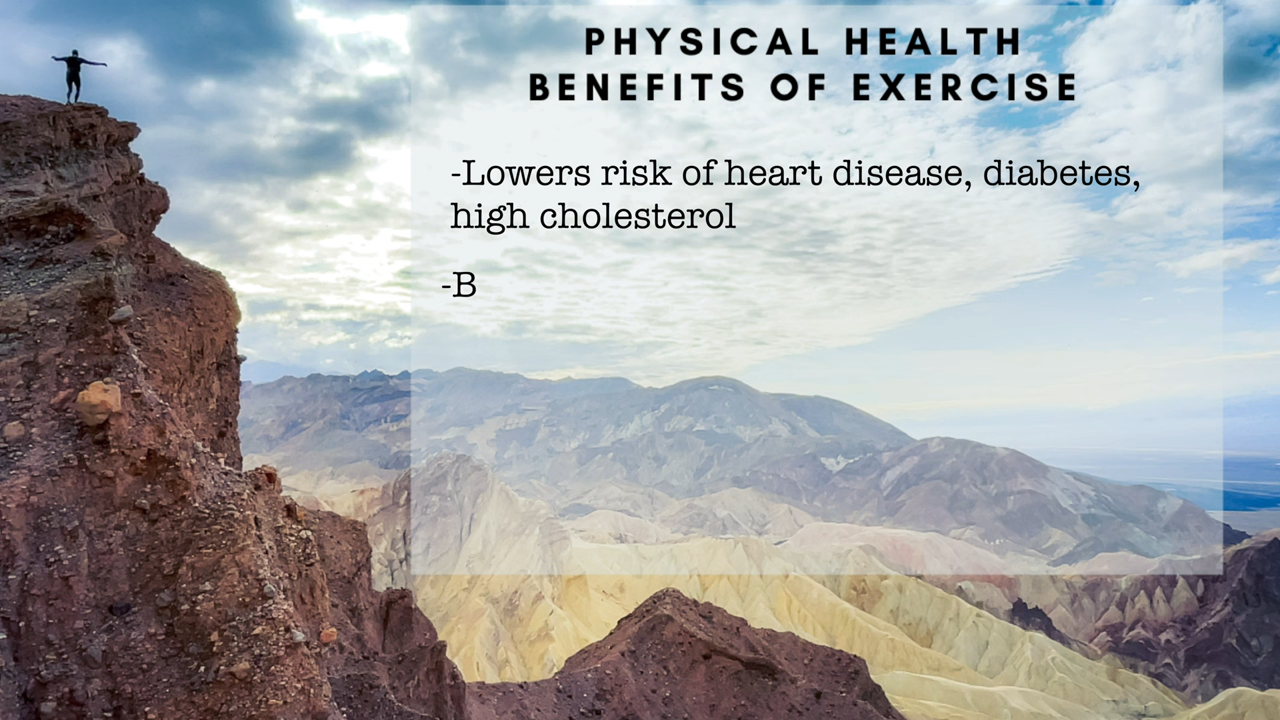 PHYSICAL HEALTH
BENEFITS OF EXERCISE
-Lowers risk of heart disease, diabetes,
high cholesterol
-B